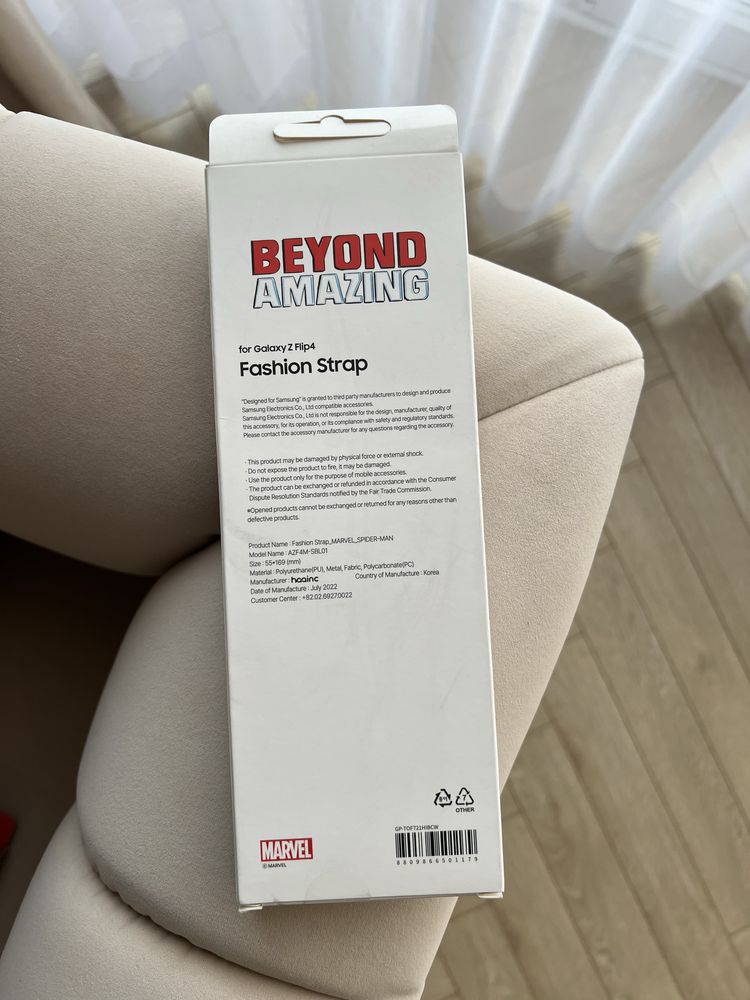 BEYOND
AMAZING
for Galaxy Z Flip4
Fashion Strap
"Designed for Samsung" is granted to third party manufacturers to design and produce
Samsung Electronics Co., Ltd compatible accessories.
Samsung Electronics Co., Ltd is not responsible for the design, manufacturer, quality of
this accessory, for its operation, or its compliance with safety and regulatory standards.
Please contact the accessory manufacturer for any questions regarding the accessory.
· This product may be damaged by physical force or external shock.
· Do not expose the product to fire, it may be damaged.
· Use the product only for the purpose of mobile accessories.
· The product can be exchanged or refunded in accordance with the Consumer
Dispute Resolution Standards notified by the Fair Trade Commission.
※Opened products cannot be exchanged or returned for any reasons other than
defective products.
Product Name : Fashion Strap_MARVEL_SPIDER-MAN
Model Name : AZF4M-SBL01
Size : 55*169 (mm)
Material : Polyurethane(PU), Metal, Fabric, Polycarbonate(PC)
Manufacturer : haainc Country of Manufacture : Korea
Date of Manufacture : July 2022
Customer Center : +82.02.6927.0022
7
OTHER
GP-TOF721HIBCW
8809866501179
MARVEL
© MARVEL